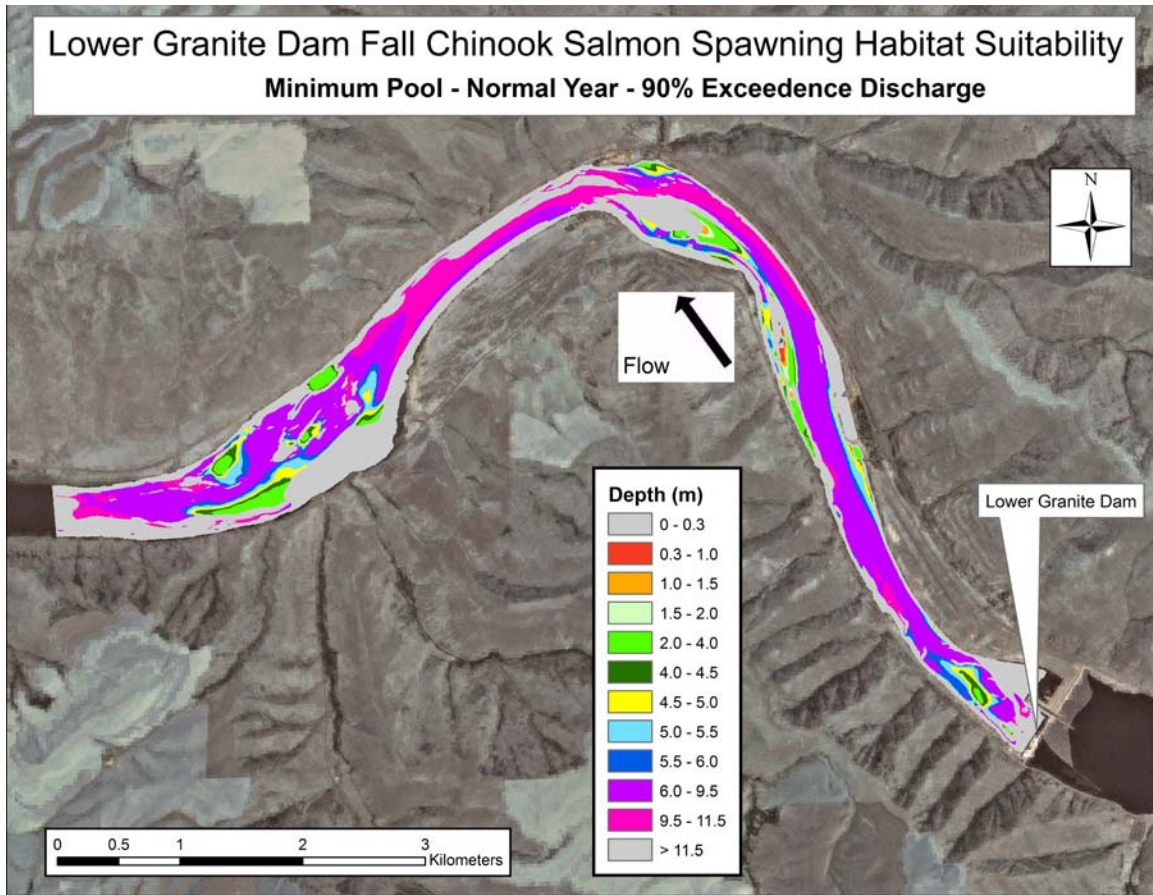 Lower Granite Dam Fall Chinook Salmon Spawning Habitat Suitability
Minimum Pool - Normal Year - 90% Exceedence Discharge
N
Flow
Lower Granite Dam
Depth (m)
0 - 0.3
0.3 - 1.0
1.0 - 1.5
1.5 - 2.0
2.0 - 4.0
4.0 - 4.5
4.5 - 5.0
5.0 - 5.5
5.5 - 6.0
6.0 - 9.5
9.5 - 11.5
> 11.5
0 0.5 1 2 3
Kilometers